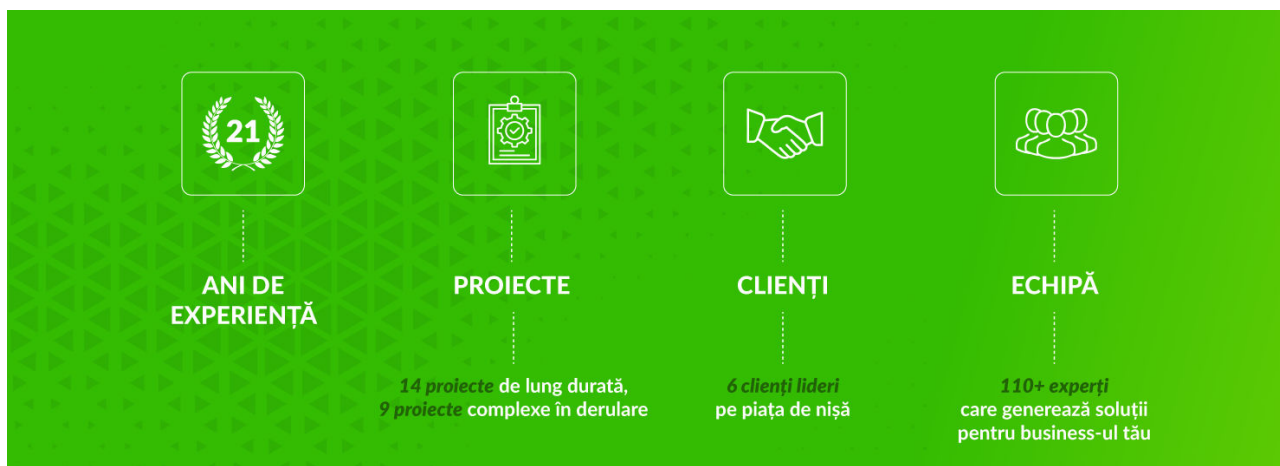 21
ANI DE
EXPERIENȚĂ
PROIECTE
14 proiecte de lung durată,
9 proiecte complexe în derulare
CLIENȚI
6 clienți lideri
pe piața de nișă
ECHIPĂ
110+ experți
care generează soluții
pentru business-ul tău